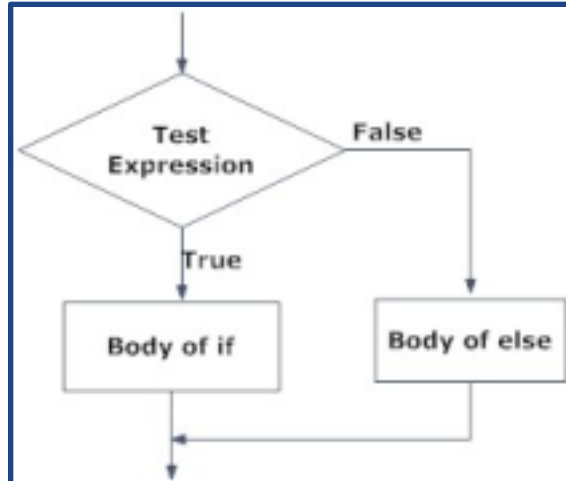 Test
Expression
False
True
Body of if
Body of else